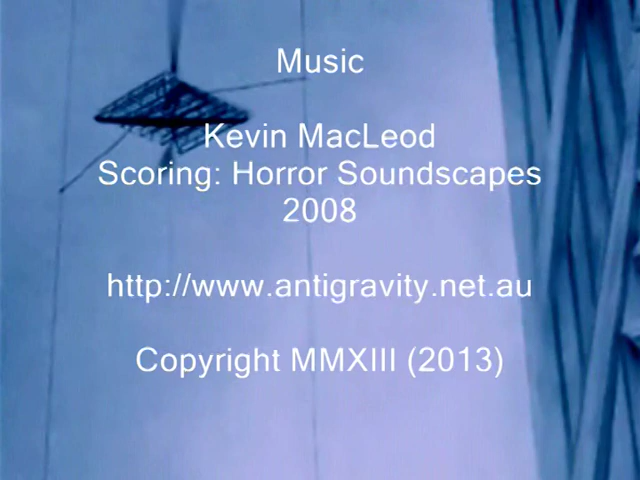 Music
Kevin MacLeod
Scoring: Horror Soundscapes
2008
http://www.antigravity.net.au
Copyright MMXIII (2013)